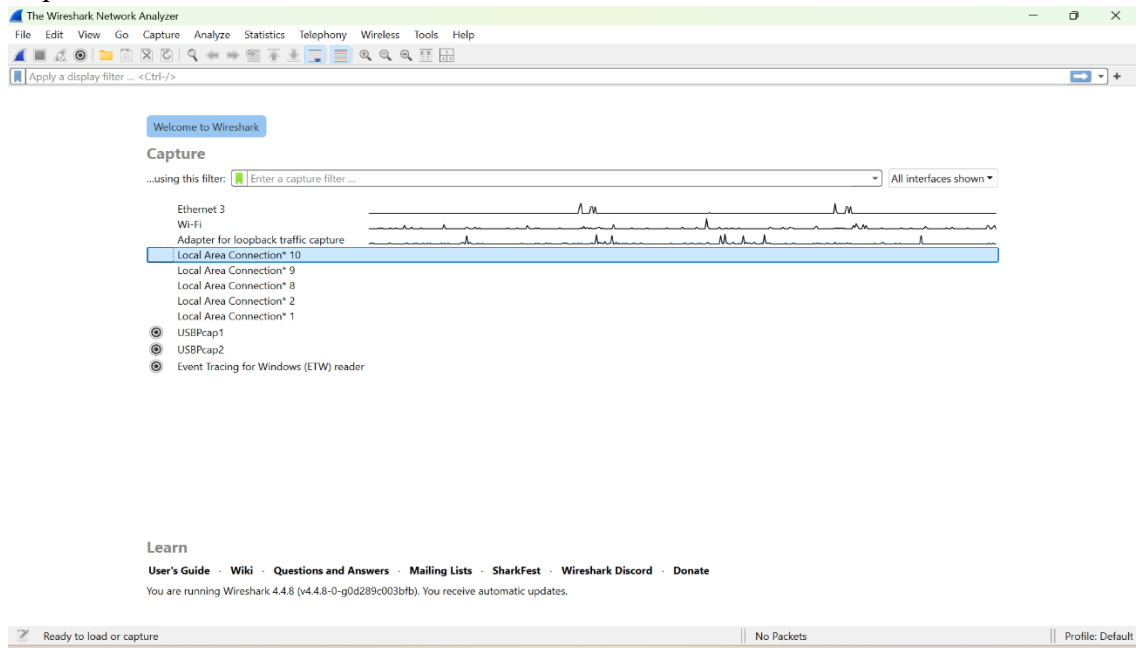 The Wireshark Network Analyzer
File Edit View Go Capture Analyze Statistics Telephony Wireless Tools Help
Apply a display filter ... <Ctrl-/>
Welcome to Wireshark
Capture
...using this filter: Enter a capture filter ... All interfaces shown
Ethernet 3
Wi-Fi
Adapter for loopback traffic capture
Local Area Connection* 10
Local Area Connection* 9
Local Area Connection* 8
Local Area Connection* 2
Local Area Connection* 1
USBPcap1
USBPcap2
Event Tracing for Windows (ETW) reader
Learn
User's Guide · Wiki · Questions and Answers · Mailing Lists · SharkFest · Wireshark Discord · Donate
You are running Wireshark 4.4.8 (v4.4.8-0-g0d289c003bfb). You receive automatic updates.
Ready to load or capture No Packets Profile: Default